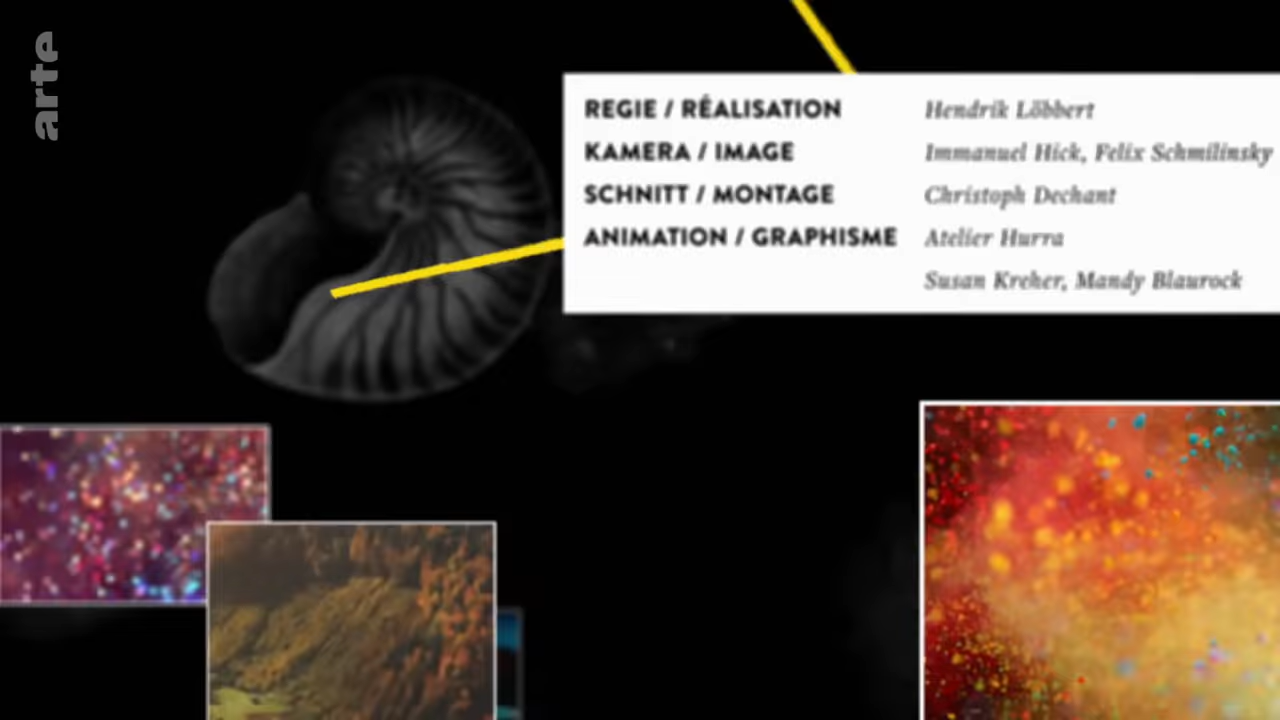 arte
REGIE / RÉALISATION Hendrik Löbbert
KAMERA / IMAGE Immanuel Hick, Felix Schmilinsky
SCHNITT / MONTAGE Christoph Dechant
ANIMATION / GRAPHISME Atelier Hurra
Susan Kreher, Mandy Blaurock